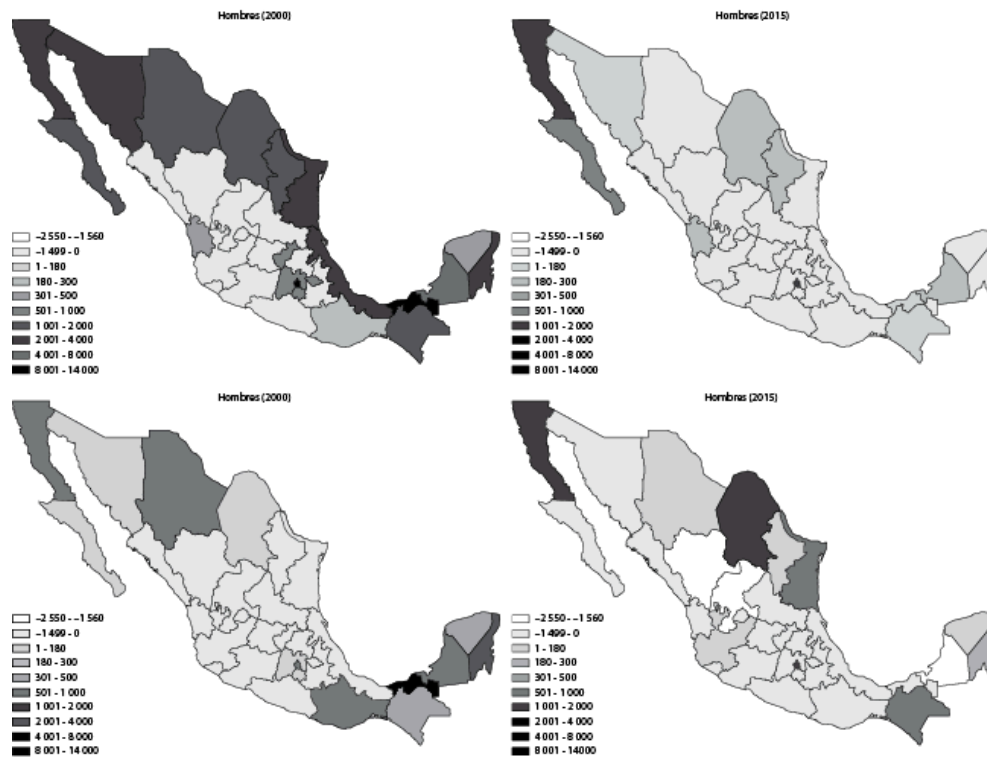 Hombres (2000)
−2 550 - −1 560
−1 499 - 0
1 - 180
180 - 300
301 - 500
501 - 1 000
1 001 - 2 000
2 001 - 4 000
4 001 - 8 000
8 001 - 14 000
Hombres (2015)
−2 550 - −1 560
−1 499 - 0
1 - 180
180 - 300
301 - 500
501 - 1 000
1 001 - 2 000
2 001 - 4 000
4 001 - 8 000
8 001 - 14 000
Hombres (2000)
−2 550 - −1 560
−1 499 - 0
1 - 180
180 - 300
301 - 500
501 - 1 000
1 001 - 2 000
2 001 - 4 000
4 001 - 8 000
8 001 - 14 000
Hombres (2015)
−2 550 - −1 560
−1 499 - 0
1 - 180
180 - 300
301 - 500
501 - 1 000
1 001 - 2 000
2 001 - 4 000
4 001 - 8 000
8 001 - 14000